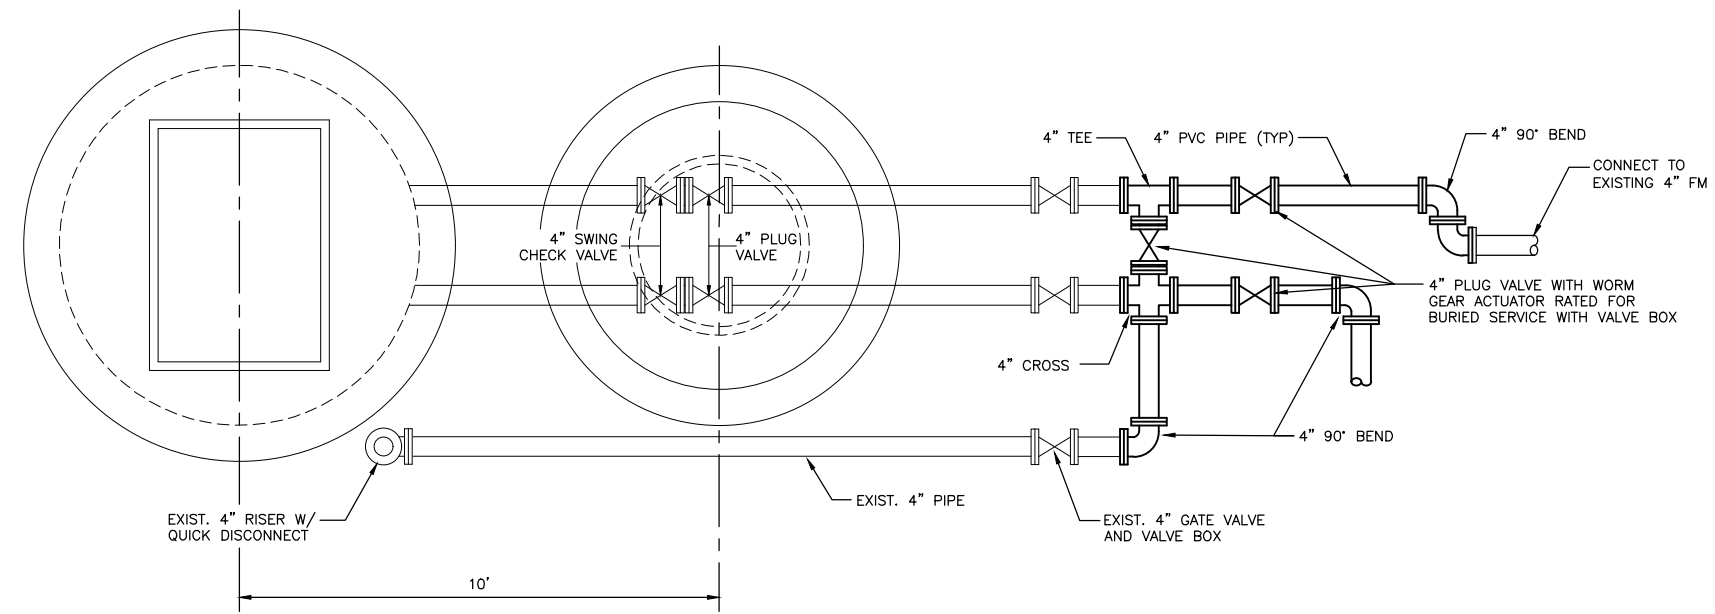 4" TEE
4" PVC PIPE (TYP)
4" 90° BEND
CONNECT TO
EXISTING 4" FM
4" SWING
CHECK VALVE
4" PLUG
VALVE
4" PLUG VALVE WITH WORM
GEAR ACTUATOR RATED FOR
BURIED SERVICE WITH VALVE BOX
4" CROSS
4" 90° BEND
EXIST. 4" PIPE
EXIST. 4" RISER W/
QUICK DISCONNECT
EXIST. 4" GATE VALVE
AND VALVE BOX
10'